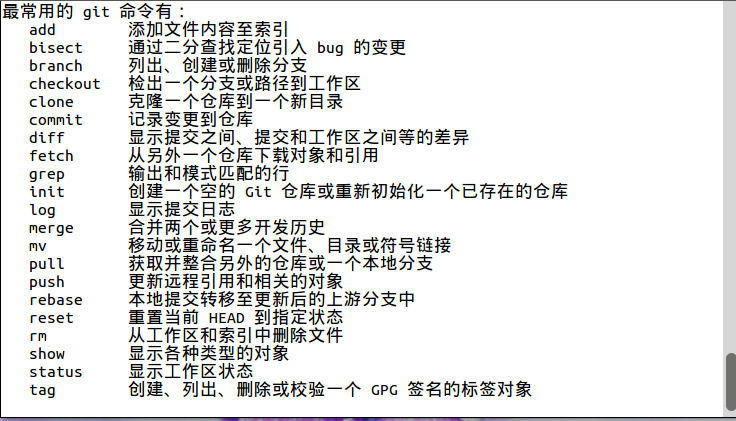 最常用的 git 命令有：
add 添加文件内容至索引
bisect 通过二分查找定位引入 bug 的变更
branch 列出、创建或删除分支
checkout 检出一个分支或路径到工作区
clone 克隆一个仓库到一个新目录
commit 记录变更到仓库
diff 显示提交之间、提交和工作区之间等的差异
fetch 从另外一个仓库下载对象和引用
grep 输出和模式匹配的行
init 创建一个空的 Git 仓库或重新初始化一个已存在的仓库
log 显示提交日志
merge 合并两个或更多开发历史
mv 移动或重命名一个文件、目录或符号链接
pull 获取并整合另外的仓库或一个本地分支
push 更新远程引用和相关的对象
rebase 本地提交转移至更新后的上游分支中
reset 重置当前 HEAD 到指定状态
rm 从工作区和索引中删除文件
show 显示各种类型的对象
status 显示工作区状态
tag 创建、列出、删除或校验一个 GPG 签名的标签对象